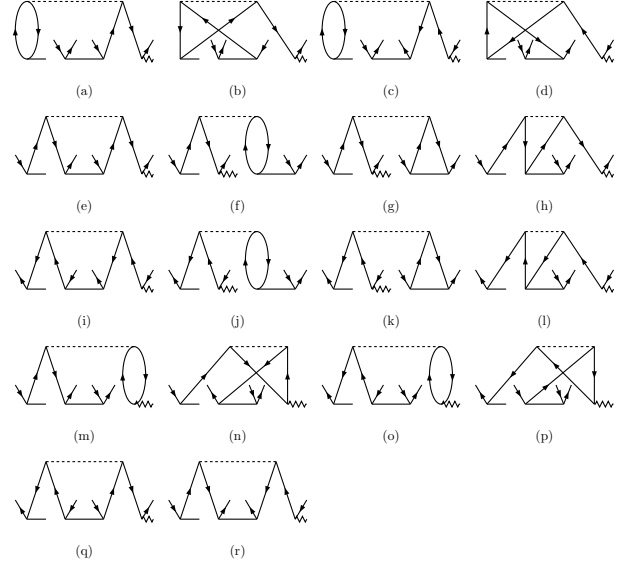 (a) (b) (c) (d)
(e) (f) (g) (h)
(i) (j) (k) (l)
(m) (n) (o) (p)
(q) (r)